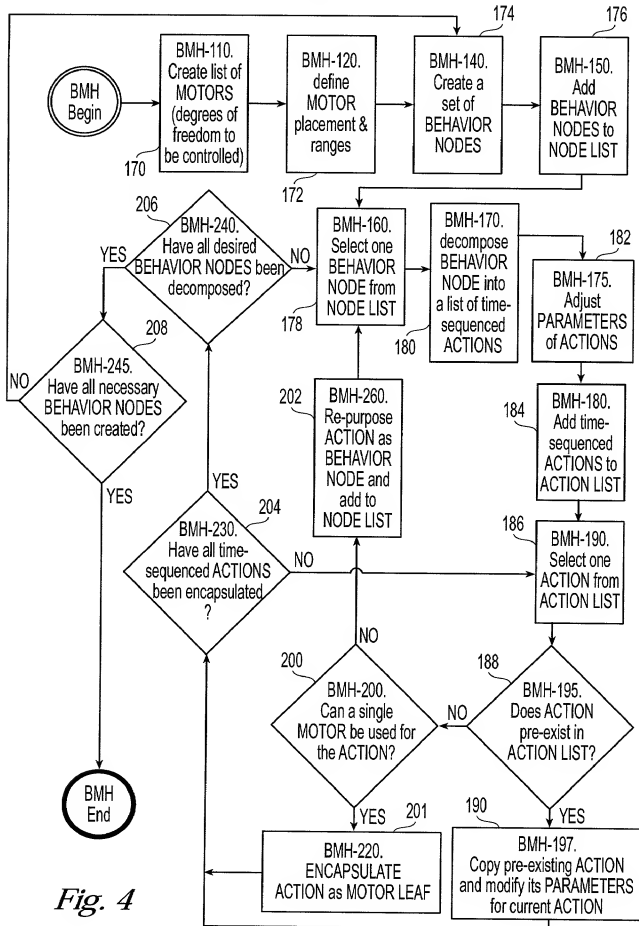 174
176
BMH
Begin
BMH-110.
Create list of
MOTORS
(degrees of
freedom to
be controlled)
170
BMH-120.
define
MOTOR
placement &
ranges
172
BMH-140.
Create a
set of
BEHAVIOR
NODES
BMH-150.
Add
BEHAVIOR
NODES to
NODE LIST
206
BMH-240.
Have all desired
BEHAVIOR NODES been
decomposed?
YES
NO
BMH-160.
Select one
BEHAVIOR
NODE from
NODE LIST
178
BMH-170.
decompose
BEHAVIOR
NODE into
a list of time-
sequenced
ACTIONS
180
182
BMH-175.
Adjust
PARAMETERS
of ACTIONS
208
NO
BMH-245.
Have all necessary
BEHAVIOR NODES
been created?
YES
202
BMH-260.
Re-purpose
ACTION as
BEHAVIOR
NODE and
add to
NODE LIST
184
BMH-180.
Add time-
sequenced
ACTIONS to
ACTION LIST
YES
204
BMH-230.
Have all time-
sequenced ACTIONS
been encapsulated
?
NO
186
BMH-190.
Select one
ACTION from
ACTION LIST
NO
200
BMH-200.
Can a single
MOTOR be used for
the ACTION?
YES
NO
188
BMH-195.
Does ACTION
pre-exist in
ACTION LIST?
YES
BMH
End
201
BMH-220.
ENCAPSULATE
ACTION as MOTOR LEAF
190
BMH-197.
Copy pre-existing ACTION
and modify its PARAMETERS
for current ACTION
Fig. 4